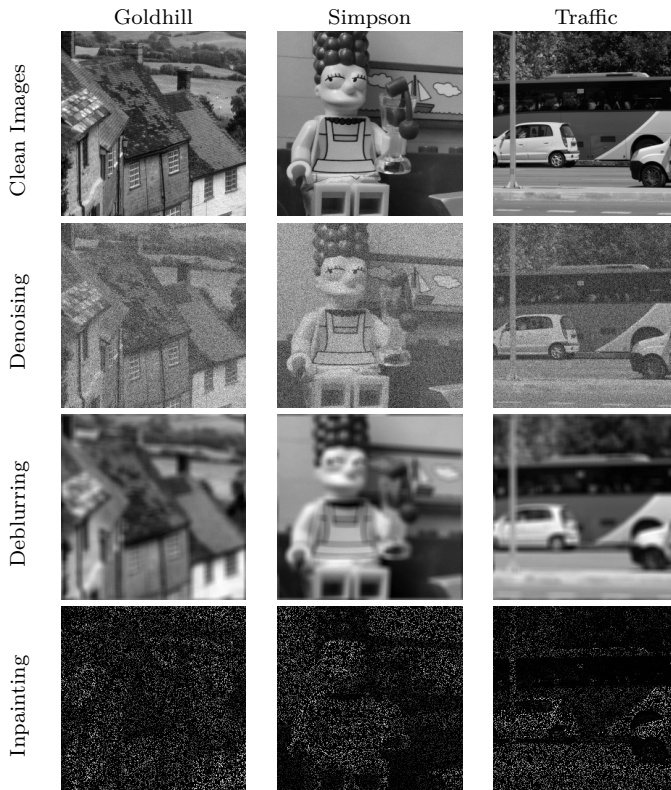 Goldhill Simpson Traffic
Clean Images
Denoising
Deblurring
Inpainting